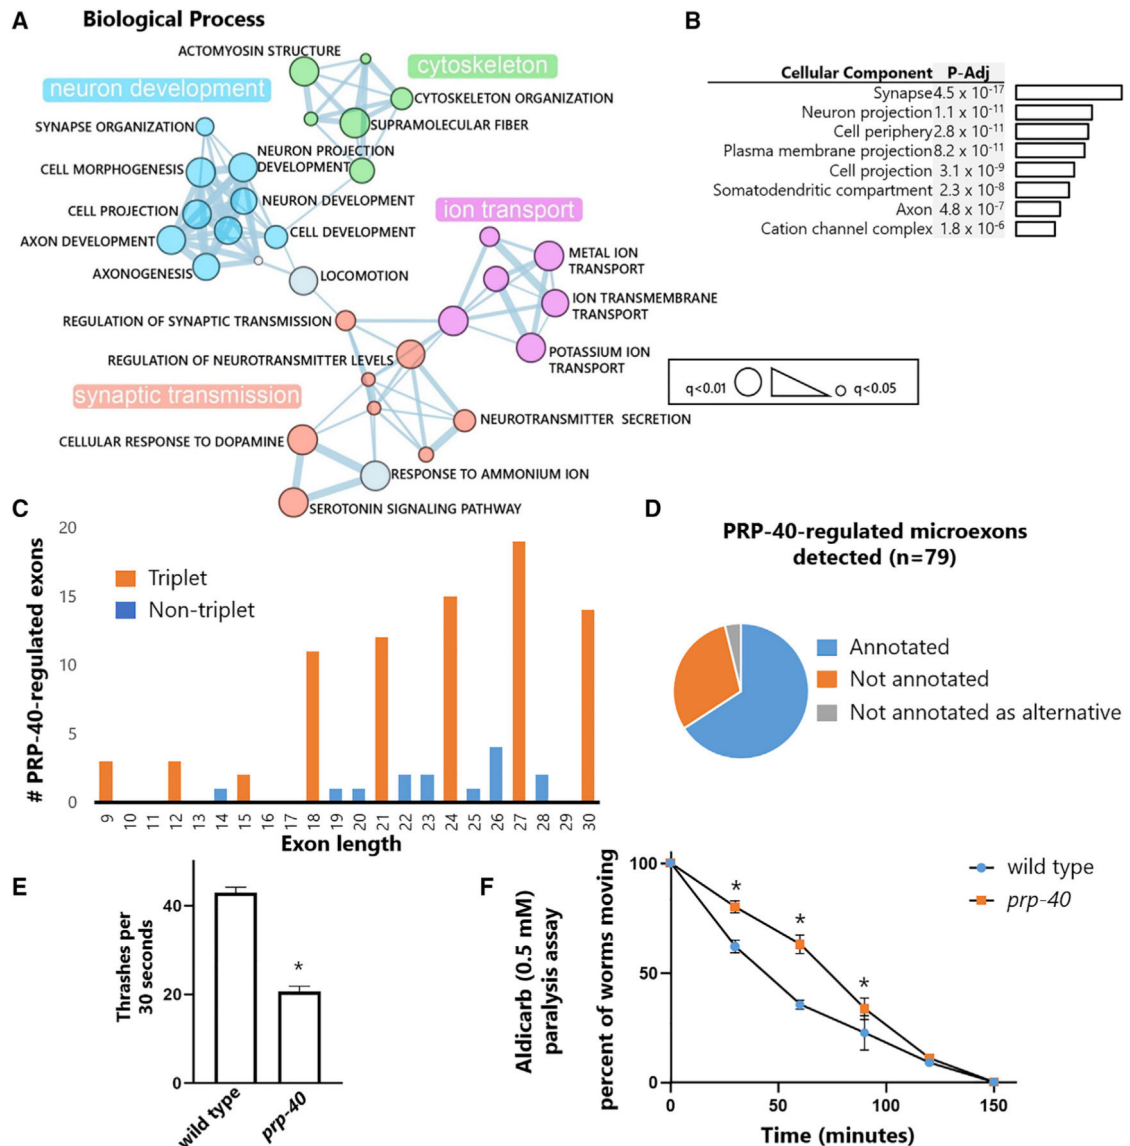 A
Biological Process
ACTOMYOSIN STRUCTURE
cytoskeleton
neuron development
CYTOSKELETON ORGANIZATION
SYNAPSE ORGANIZATION
SUPRAMOLECULAR FIBER
CELL MORPHOGENESIS
NEURON PROJECTION
DEVELOPMENT
NEURON DEVELOPMENT
CELL PROJECTION
ion transport
AXON DEVELOPMENT
CELL DEVELOPMENT
METAL ION
TRANSPORT
AXONOGENESIS
LOCOMOTION
ION TRANSMEMBRANE
TRANSPORT
REGULATION OF SYNAPTIC TRANSMISSION
POTASSIUM ION
TRANSPORT
REGULATION OF NEUROTRANSMITTER LEVELS
synaptic transmission
NEUROTRANSMITTER SECRETION
CELLULAR RESPONSE TO DOPAMINE
RESPONSE TO AMMONIUM ION
SEROTONIN SIGNALING PATHWAY
B
Cellular Component P-Adj
Synapse 4.5 x 10⁻¹⁷
Neuron projection 1.1 x 10⁻¹¹
Cell periphery 2.8 x 10⁻¹¹
Plasma membrane projection 8.2 x 10⁻¹¹
Cell projection 3.1 x 10⁻⁹
Somatodendritic compartment 2.3 x 10⁻⁸
Axon 4.8 x 10⁻⁷
Cation channel complex 1.8 x 10⁻⁶
q<0.01 q<0.05
C
# PRP-40-regulated exons
20
15
10
5
0
Triplet
Non-triplet
9 10 11 12 13 14 15 16 17 18 19 20 21 22 23 24 25 26 27 28 29 30
Exon length
D
PRP-40-regulated microexons
detected (n=79)
Annotated
Not annotated
Not annotated as alternative
E
Thrashes per
30 seconds
40
20
0
*
wild type
prp-40
F
Aldicarb (0.5 mM)
paralysis assay
percent of worms moving
100
50
0
* * *
wild type
prp-40
0 50 100 150
Time (minutes)